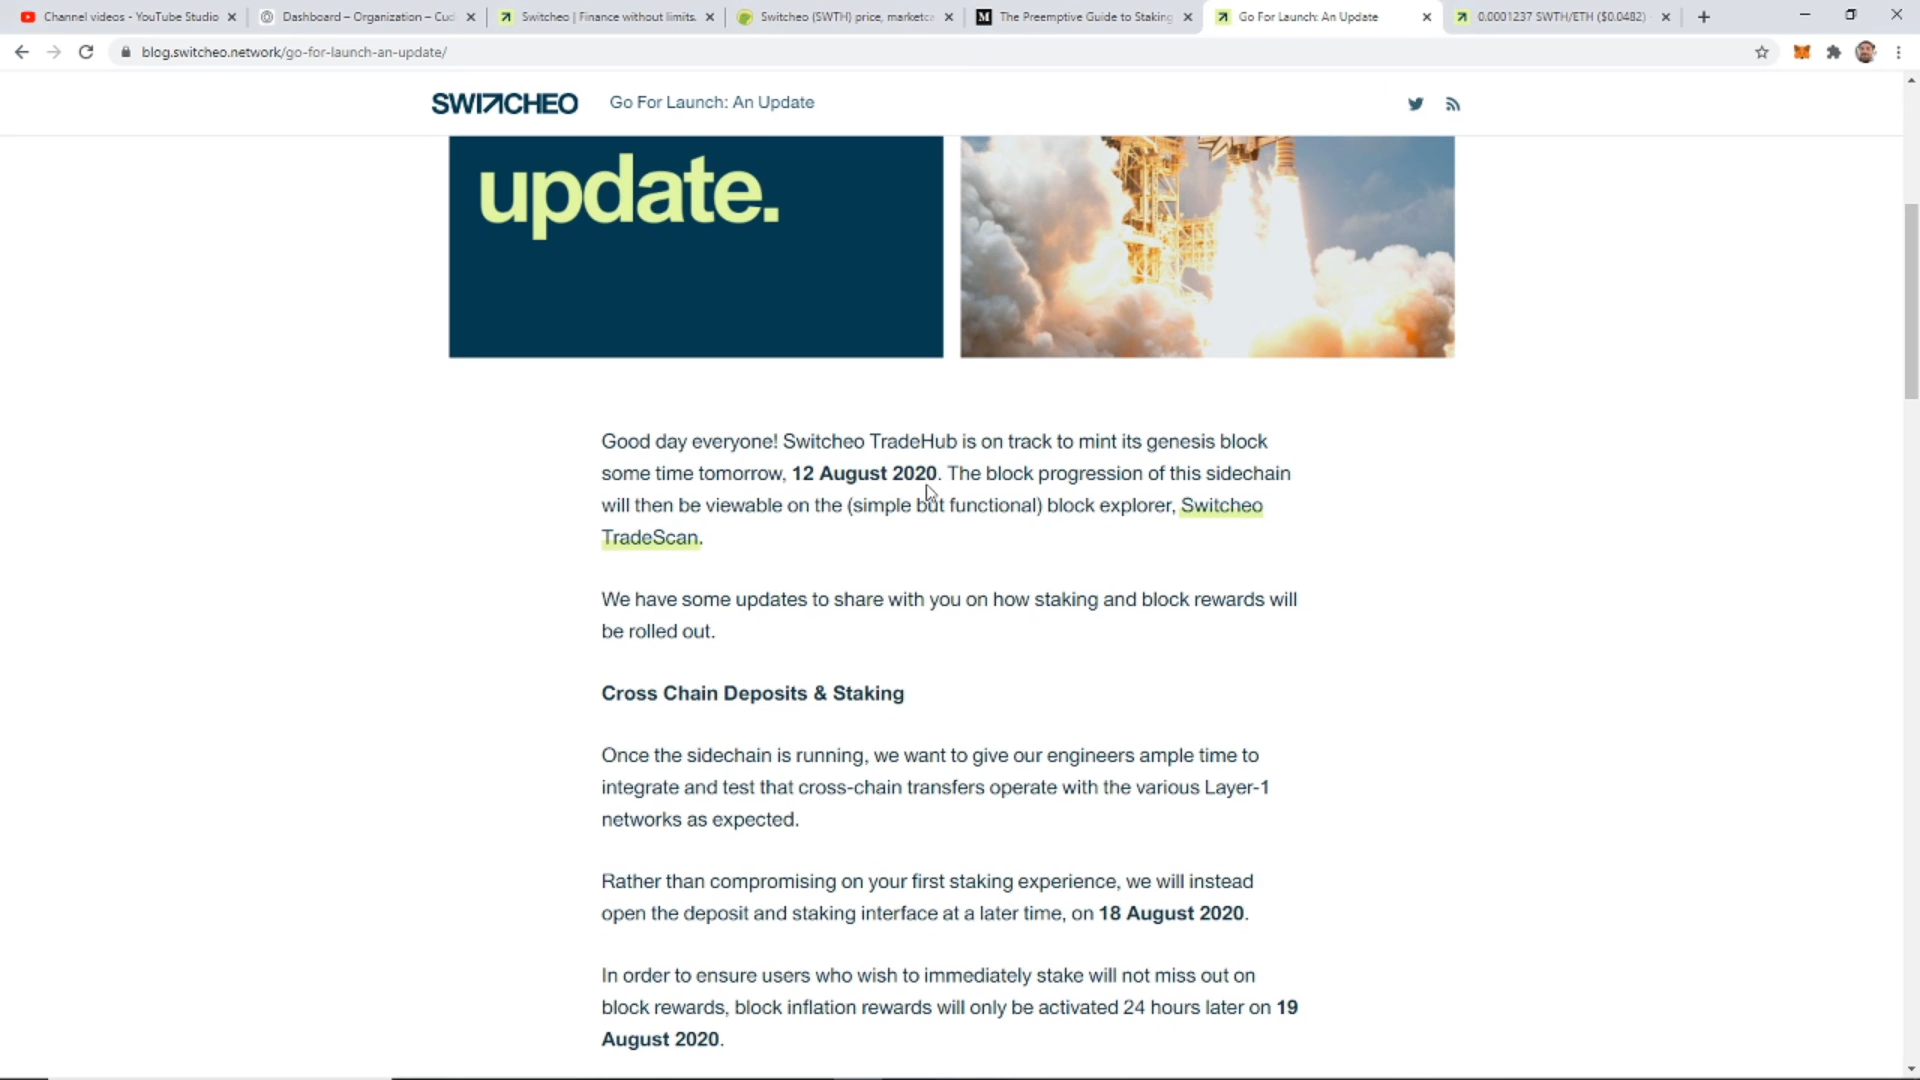 Channel videos - YouTube Studio
Dashboard – Organization – Cud
Switcheo | Finance without limits.
Switcheo (SWTH) price, marketca
The Preemptive Guide to Staking
Go For Launch: An Update
0.0001237 SWTH/ETH ($0.0482)
blog.switcheo.network/go-for-launch-an-update/
SWITCHEO
Go For Launch: An Update
update.
Good day everyone! Switcheo TradeHub is on track to mint its genesis block
some time tomorrow, 12 August 2020. The block progression of this sidechain
will then be viewable on the (simple but functional) block explorer, Switcheo
TradeScan.
We have some updates to share with you on how staking and block rewards will
be rolled out.
Cross Chain Deposits & Staking
Once the sidechain is running, we want to give our engineers ample time to
integrate and test that cross-chain transfers operate with the various Layer-1
networks as expected.
Rather than compromising on your first staking experience, we will instead
open the deposit and staking interface at a later time, on 18 August 2020.
In order to ensure users who wish to immediately stake will not miss out on
block rewards, block inflation rewards will only be activated 24 hours later on 19
August 2020.